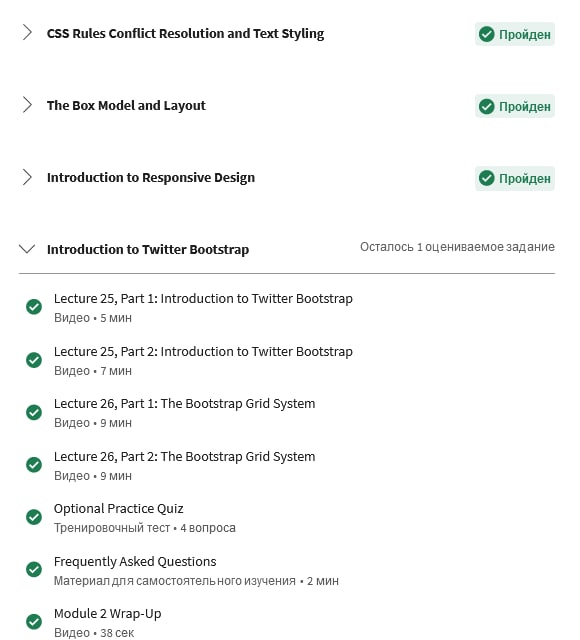 CSS Rules Conflict Resolution and Text Styling
Пройден
The Box Model and Layout
Пройден
Introduction to Responsive Design
Пройден
Introduction to Twitter Bootstrap
Осталось 1 оцениваемое задание
Lecture 25, Part 1: Introduction to Twitter Bootstrap
Видео • 5 мин
Lecture 25, Part 2: Introduction to Twitter Bootstrap
Видео • 7 мин
Lecture 26, Part 1: The Bootstrap Grid System
Видео • 9 мин
Lecture 26, Part 2: The Bootstrap Grid System
Видео • 9 мин
Optional Practice Quiz
Тренировочный тест • 4 вопроса
Frequently Asked Questions
Материал для самостоятельного изучения • 2 мин
Module 2 Wrap-Up
Видео • 38 сек